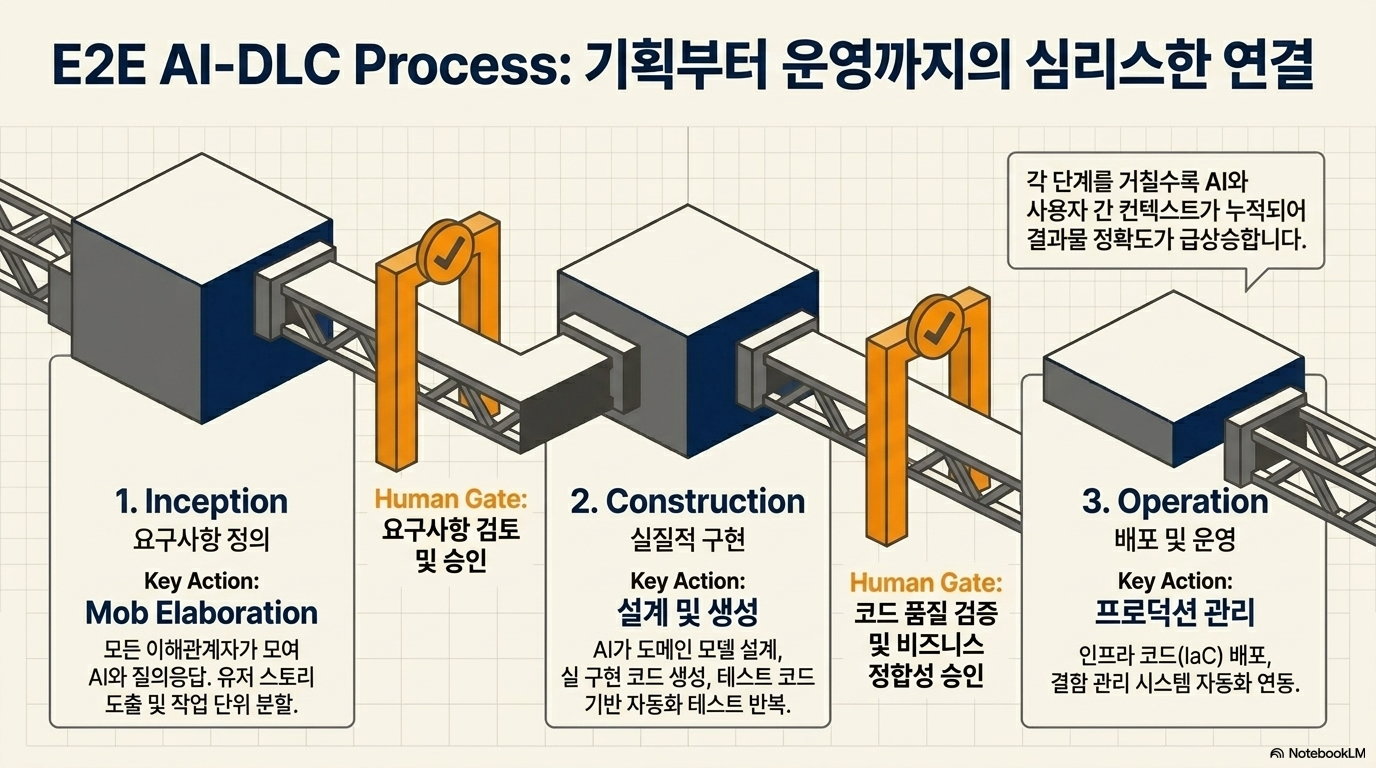 E2E AI-DLC Process: 기획부터 운영까지의 심리스한 연결
각 단계를 거칠수록 AI와
사용자 간 컨텍스트가 누적되어
결과물 정확도가 급상승합니다.
1. Inception
요구사항 정의
Key Action:
Mob Elaboration
모든 이해관계자가 모여
AI와 질의응답. 유저 스토리
도출 및 작업 단위 분할.
Human Gate:
요구사항 검토
및 승인
2. Construction
실질적 구현
Key Action:
설계 및 생성
AI가 도메인 모델 설계,
실 구현 코드 생성, 테스트 코드
기반 자동화 테스트 반복.
Human Gate:
코드 품질 검증
및 비즈니스
정합성 승인
3. Operation
배포 및 운영
Key Action:
프로덕션 관리
인프라 코드(IaC) 배포,
결함 관리 시스템 자동화 연동.
NotebookLM